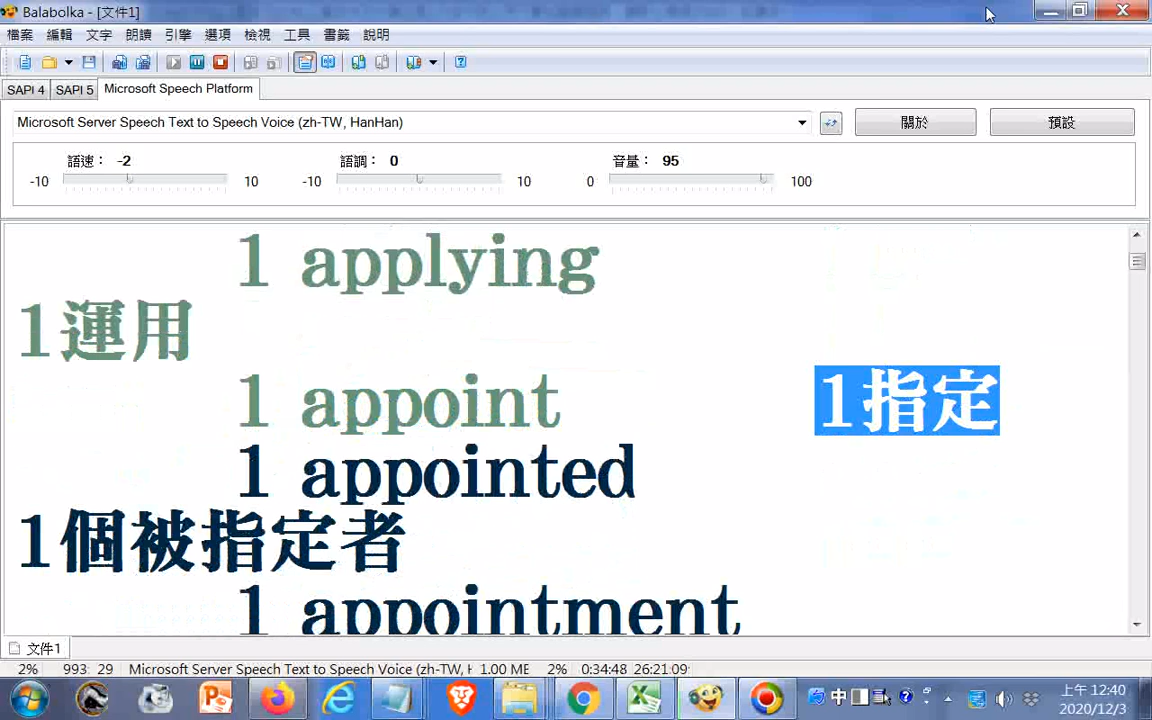 Balabolka - [文件1]
檔案 編輯 文字 朗讀 引擎 選項 檢視 工具 書籤 說明
SAPI 4 SAPI 5 Microsoft Speech Platform
Microsoft Server Speech Text to Speech Voice (zh-TW, HanHan) 關於 預設
語速： -2 語調： 0 音量： 95
-10 10 -10 10 0 100
1 applying
1運用
1 appoint 1指定
1 appointed
1個被指定者
1 appointment
文件1
2% 993: 29 Microsoft Server Speech Text to Speech Voice (zh-TW, H 1.00 ME 2% 0:34:48 26:21:09
中 上午 12:40
2020/12/3